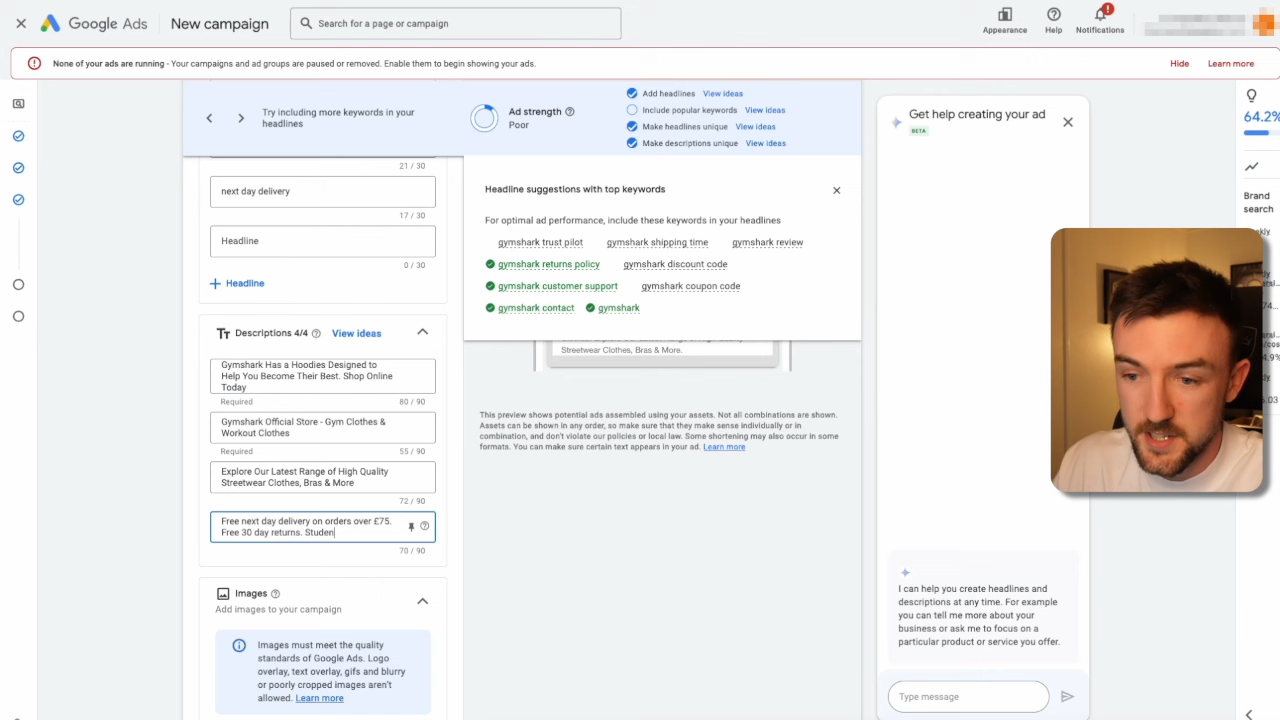 Google Ads
New campaign
Search for a page or campaign
Appearance
Help
!
Notifications
None of your ads are running - Your campaigns and ad groups are paused or removed. Enable them to begin showing your ads.
Hide
Learn more
Try including more keywords in your
headlines
Ad strength
Poor
Add headlines View ideas
Include popular keywords View ideas
Make headlines unique View ideas
Make descriptions unique View ideas
21 / 30
next day delivery
17 / 30
Headline
0 / 30
+ Headline
Headline suggestions with top keywords
For optimal ad performance, include these keywords in your headlines
gymshark trust pilot gymshark shipping time gymshark review
gymshark returns policy gymshark discount code
gymshark customer support gymshark coupon code
gymshark contact gymshark
Streetwear Clothes, Bras & More.
Descriptions 4/4 View ideas
Gymshark Has a Hoodies Designed to
Help You Become Their Best. Shop Online
Today
Required
80 / 90
Gymshark Official Store - Gym Clothes &
Workout Clothes
Required
55 / 90
Explore Our Latest Range of High Quality
Streetwear Clothes, Bras & More
72 / 90
Free next day delivery on orders over £75.
Free 30 day returns. Studen
70 / 90
This preview shows potential ads assembled using your assets. Not all combinations are shown.
Assets can be shown in any order, so make sure that they make sense individually or in
combination, and don't violate our policies or local law. Some shortening may also occur in some
formats. You can make sure certain text appears in your ad. Learn more
Images
Add images to your campaign
Images must meet the quality
standards of Google Ads. Logo
overlay, text overlay, gifs and blurry
or poorly cropped images aren't
allowed. Learn more
Get help creating your ad
BETA
I can help you create headlines and
descriptions at any time. For example
you can tell me more about your
business or ask me to focus on a
particular product or service you offer.
Type message
64.2%
Brand
search